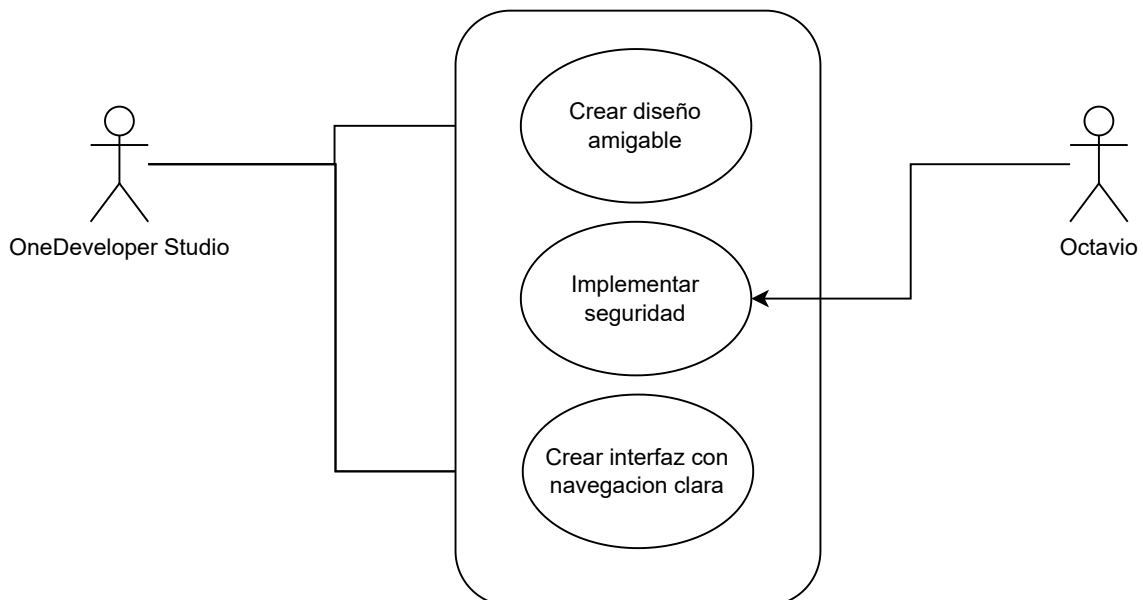 Crear diseño
amigable
OneDeveloper Studio
Octavio
Implementar
seguridad
Crear interfaz con
navegacion clara